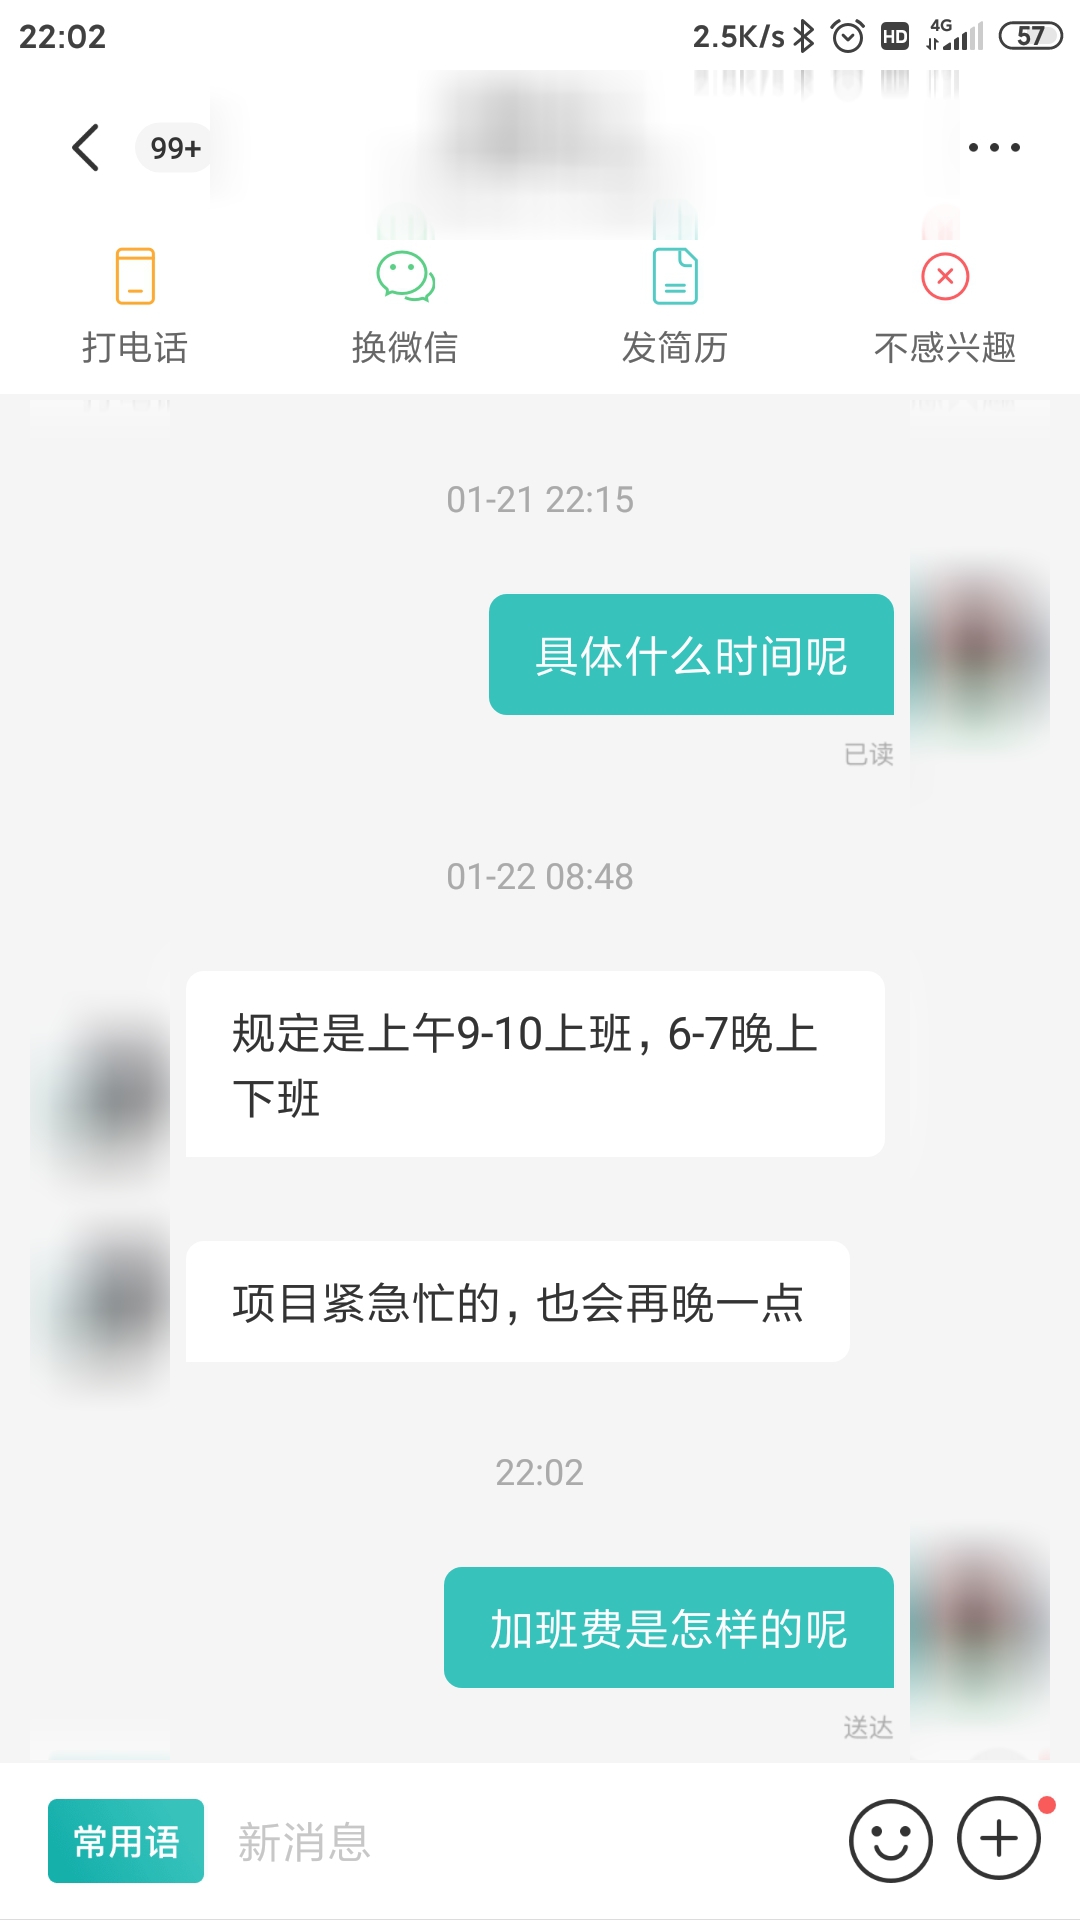 22:02 2.5K/s HD 4G 57
99+
打电话 换微信 发简历 不感兴趣
01-21 22:15
具体什么时间呢
已读
01-22 08:48
规定是上午9-10上班，6-7晚上
下班
项目紧急忙的，也会再晚一点
22:02
加班费是怎样的呢
送达
常用语 新消息